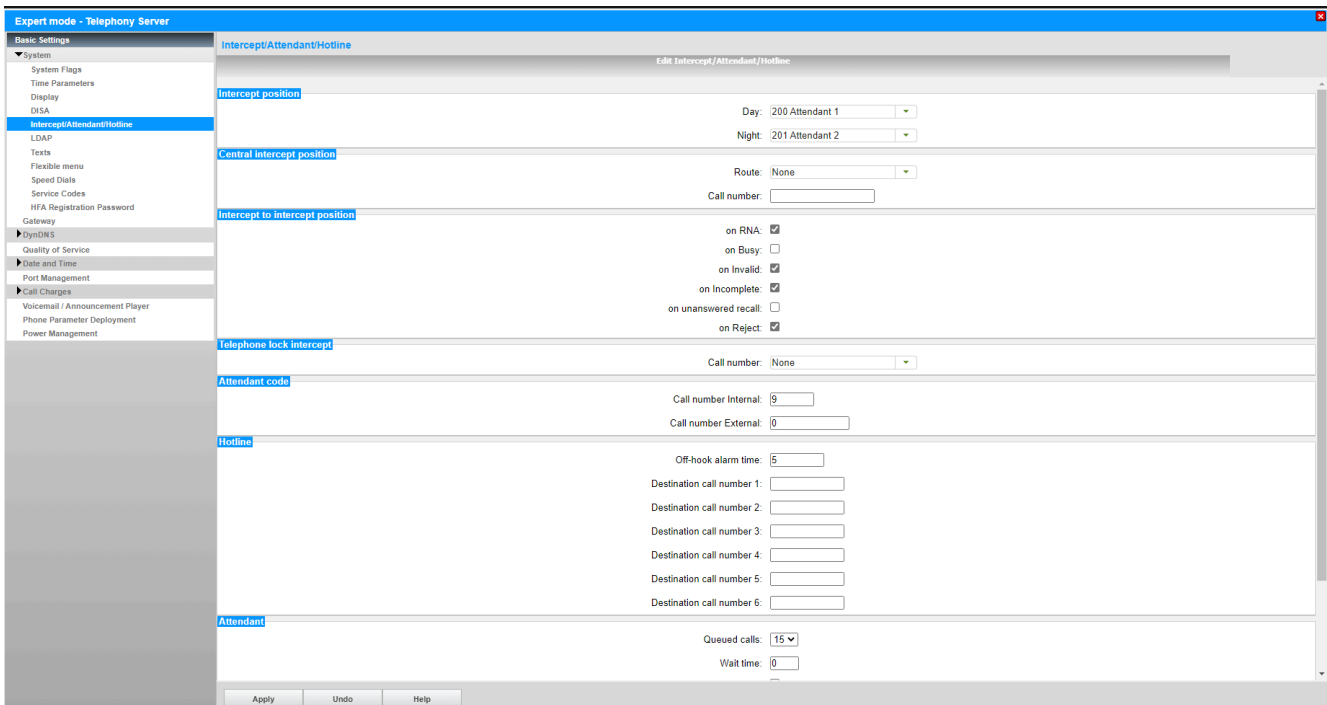 Expert mode - Telephony Server
Basic Settings
System
System Flags
Time Parameters
Display
DISA
Intercept/Attendant/Hotline
LDAP
Texts
Flexible menu
Speed Dials
Service Codes
HFA Registration Password
Gateway
DynDNS
Quality of Service
Date and Time
Port Management
Call Charges
Voicemail / Announcement Player
Phone Parameter Deployment
Power Management
Intercept/Attendant/Hotline
Edit Intercept/Attendant/Hotline
Intercept position
Day: 200 Attendant 1
Night: 201 Attendant 2
Central intercept position
Route: None
Call number:
Intercept to intercept position
on RNA:
on Busy:
on Invalid:
on Incomplete:
on unanswered recall:
on Reject:
Telephone lock intercept
Call number: None
Attendant code
Call number Internal: 9
Call number External: 0
Hotline
Off-hook alarm time: 5
Destination call number 1:
Destination call number 2:
Destination call number 3:
Destination call number 4:
Destination call number 5:
Destination call number 6:
Attendant
Queued calls: 15
Wait time: 0
Apply Undo Help